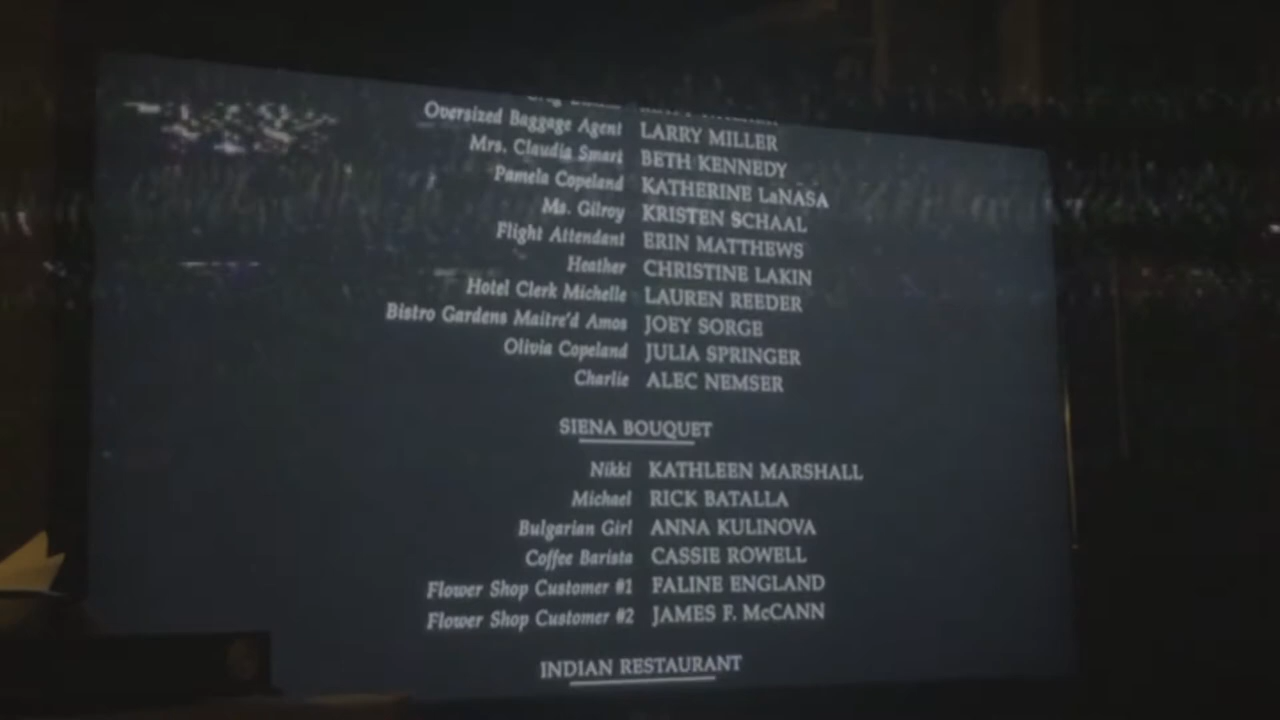 Oversized Baggage Agent LARRY MILLER
Mrs. Claudia Smart BETH KENNEDY
Pamela Copeland KATHERINE LaNASA
Ms. Gilroy KRISTEN SCHAAL
Flight Attendant ERIN MATTHEWS
Heather CHRISTINE LAKIN
Hotel Clerk Michelle LAUREN REEDER
Bistro Gardens Maitre'd Amos JOEY SORGE
Olivia Copeland JULIA SPRINGER
Charlie ALEC NEMSER
SIENA BOUQUET
Nikki KATHLEEN MARSHALL
Michael RICK BATALLA
Bulgarian Girl ANNA KULINOVA
Coffee Barista CASSIE ROWELL
Flower Shop Customer #1 FALINE ENGLAND
Flower Shop Customer #2 JAMES F. McCANN
INDIAN RESTAURANT